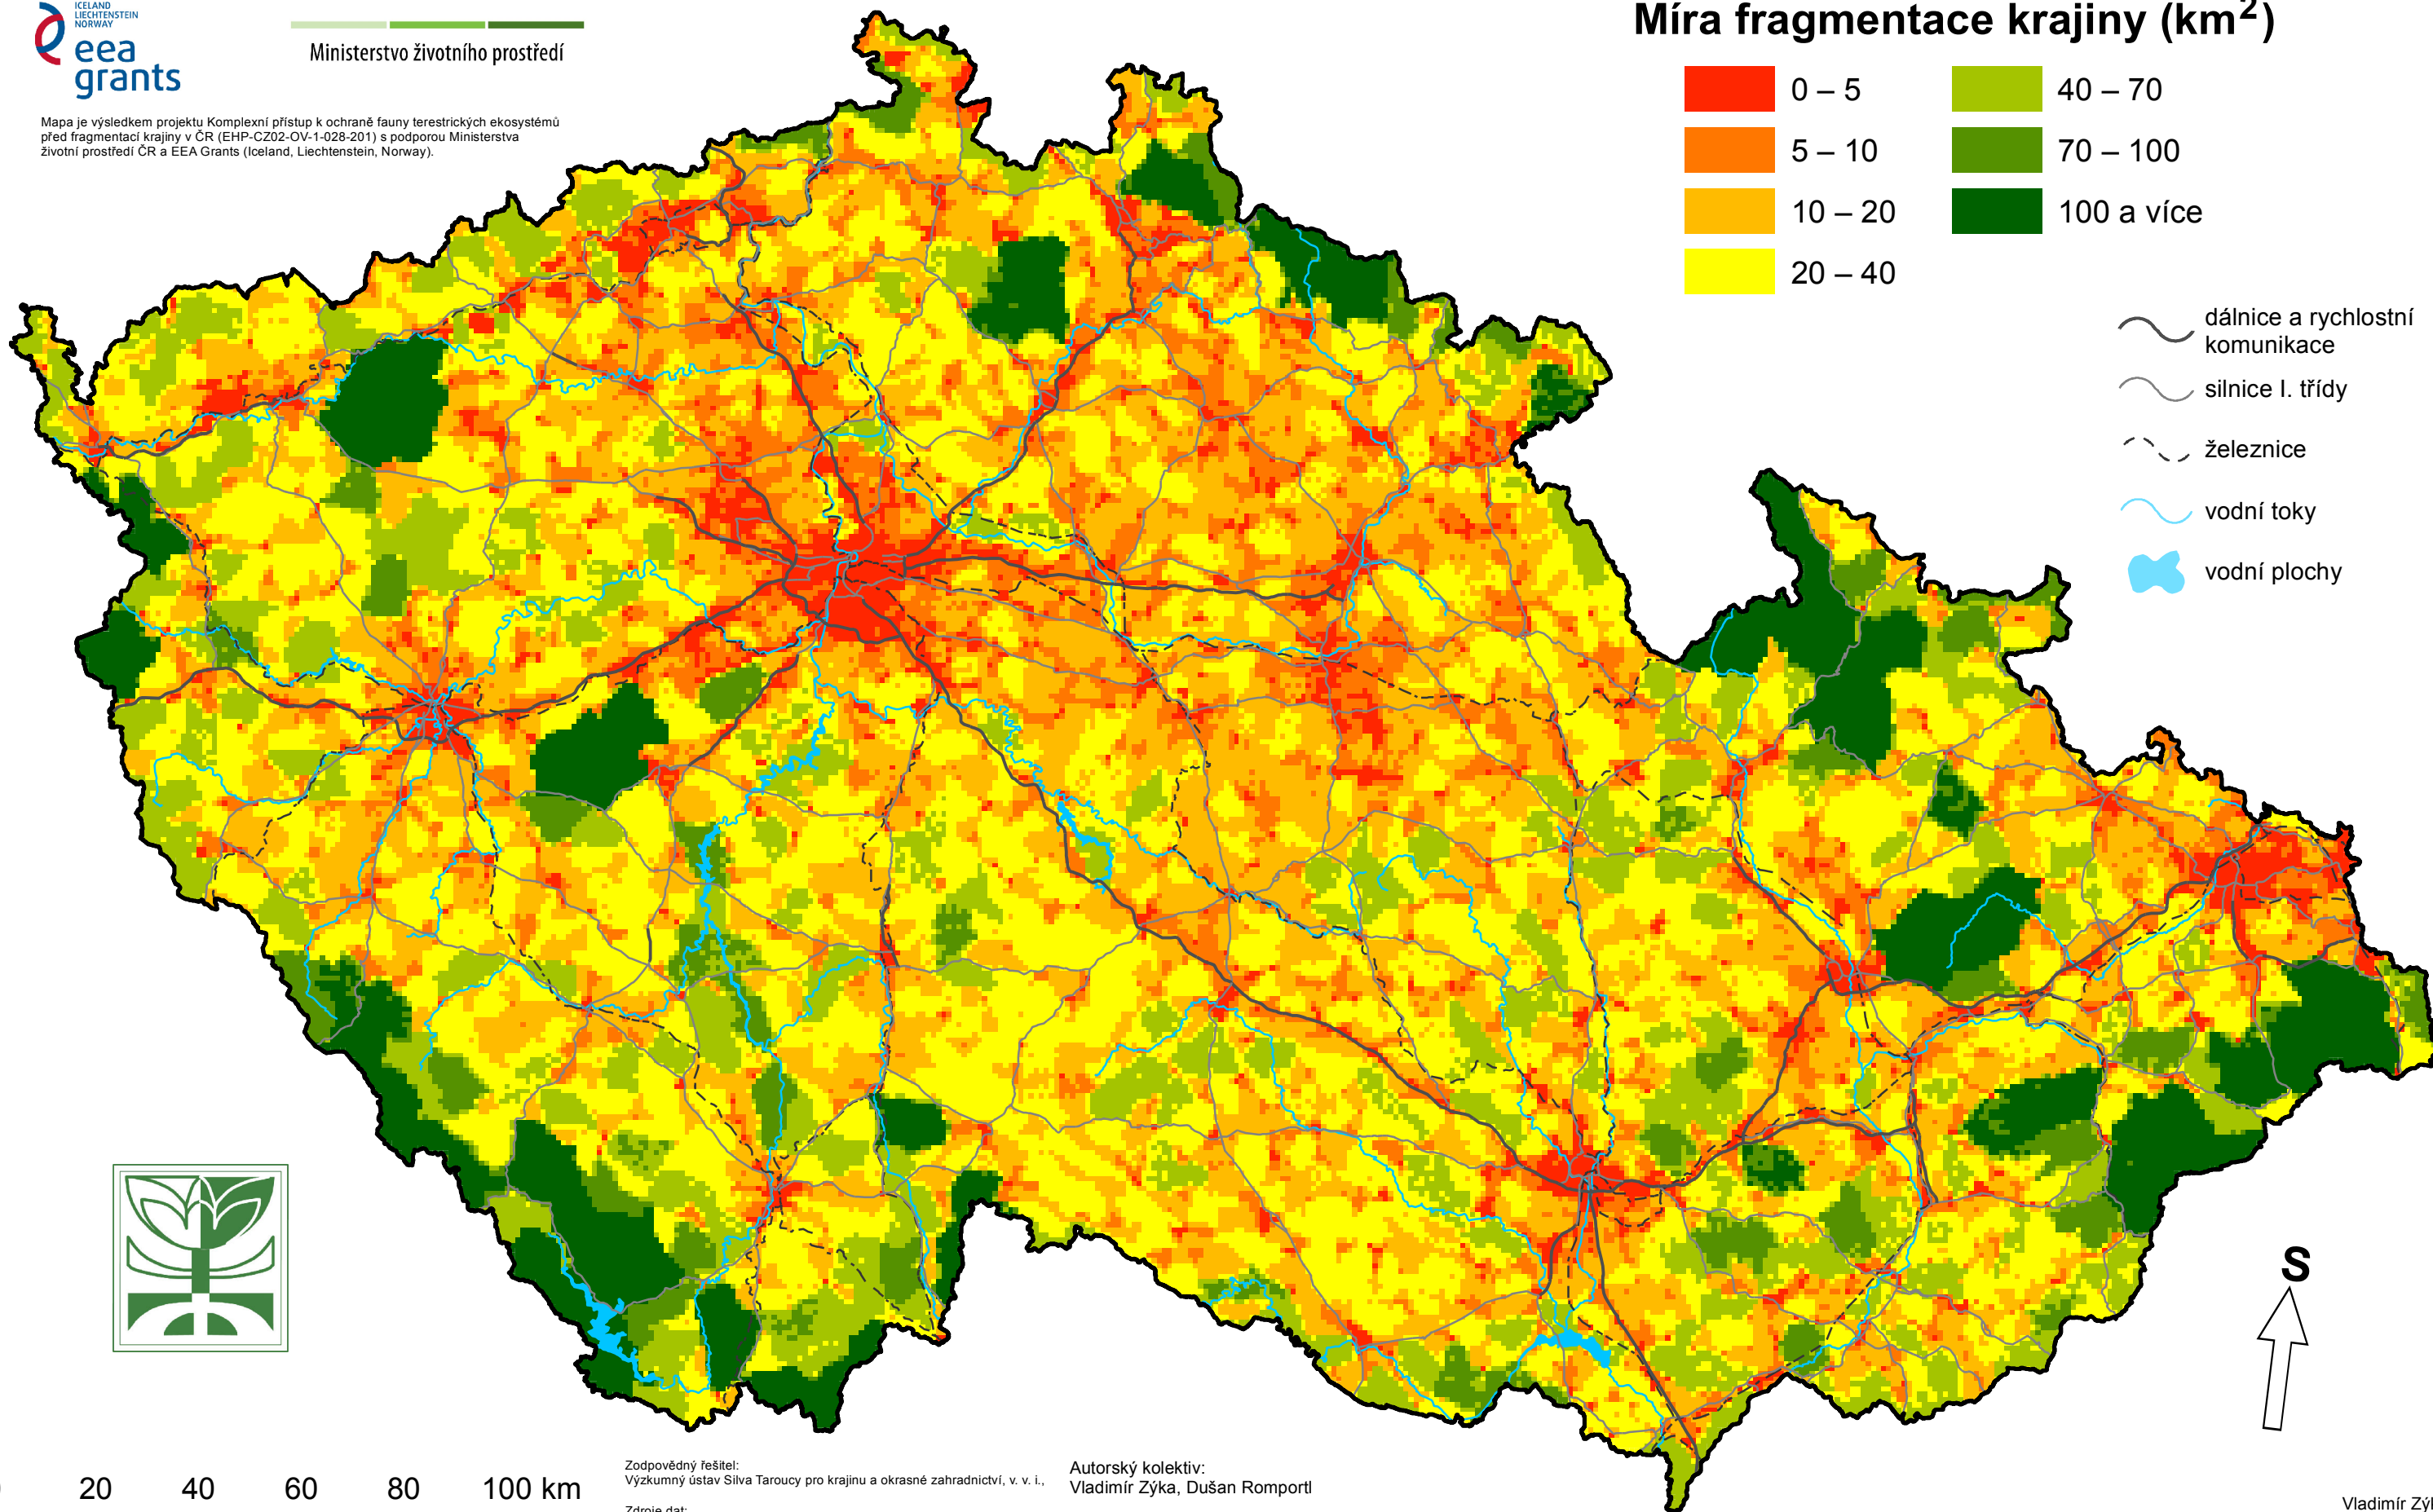 ICELAND
LIECHTENSTEIN
NORWAY
eea
grants
Ministerstvo životního prostředí
Mapa je výsledkem projektu Komplexní přístup k ochraně fauny terestrických ekosystémů
před fragmentací krajiny v ČR (EHP-CZ02-OV-1-028-201) s podporou Ministerstva
životní prostředí ČR a EEA Grants (Iceland, Liechtenstein, Norway).
Míra fragmentace krajiny (km²)
0 – 5
5 – 10
10 – 20
20 – 40
40 – 70
70 – 100
100 a více
dálnice a rychlostní
komunikace
silnice I. třídy
železnice
vodní toky
vodní plochy
S
20 40 60 80 100 km
Zodpovědný řešitel:
Výzkumný ústav Silva Taroucy pro krajinu a okrasné zahradnictví, v. v. i.,
Zdroje dat:
Autorský kolektiv:
Vladimír Zýka, Dušan Romportl
Vladimír Zýk